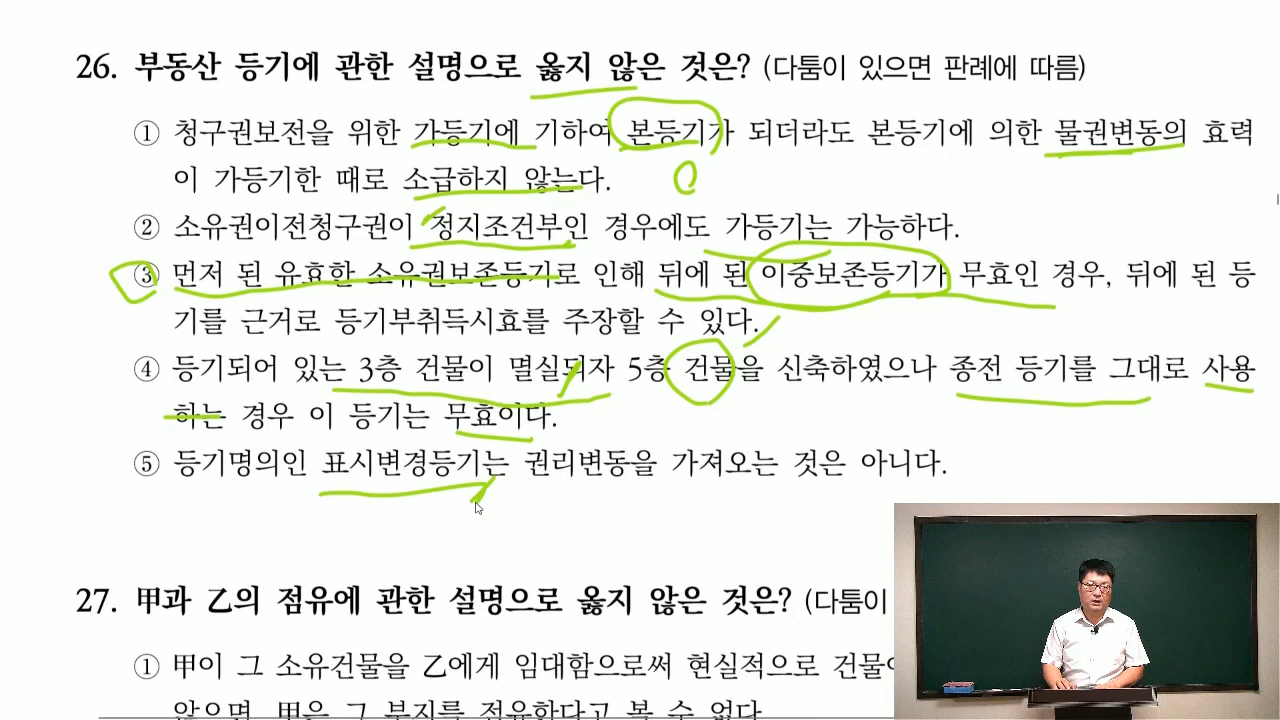 26. 부동산 등기에 관한 설명으로 옳지 않은 것은? (다툼이 있으면 판례에 따름)
① 청구권보전을 위한 가등기에 기하여 본등기가 되더라도 본등기에 의한 물권변동의 효력
이 가등기한 때로 소급하지 않는다.
② 소유권이전청구권이 정지조건부인 경우에도 가등기는 가능하다.
③ 먼저 된 유효한 소유권보존등기로 인해 뒤에 된 이중보존등기가 무효인 경우, 뒤에 된 등
기를 근거로 등기부취득시효를 주장할 수 있다.
④ 등기되어 있는 3층 건물이 멸실되자 5층 건물을 신축하였으나 종전 등기를 그대로 사용
하는 경우 이 등기는 무효이다.
⑤ 등기명의인 표시변경등기는 권리변동을 가져오는 것은 아니다.
27. 甲과 乙의 점유에 관한 설명으로 옳지 않은 것은? (다툼이
① 甲이 그 소유건물을 乙에게 임대함으로써 현실적으로
않으면, 甲은 그 부지를 점유한다고 볼 수 없다.